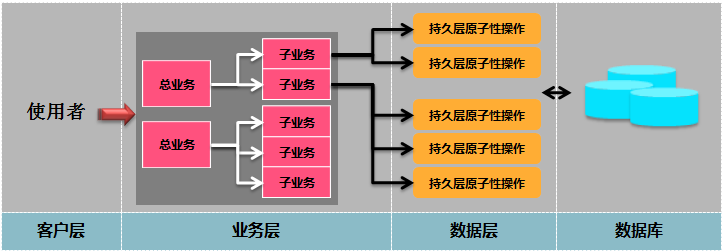 使用者
总业务
总业务
子业务
子业务
子业务
子业务
子业务
持久层原子性操作
持久层原子性操作
持久层原子性操作
持久层原子性操作
持久层原子性操作
客户层
业务层
数据层
数据库